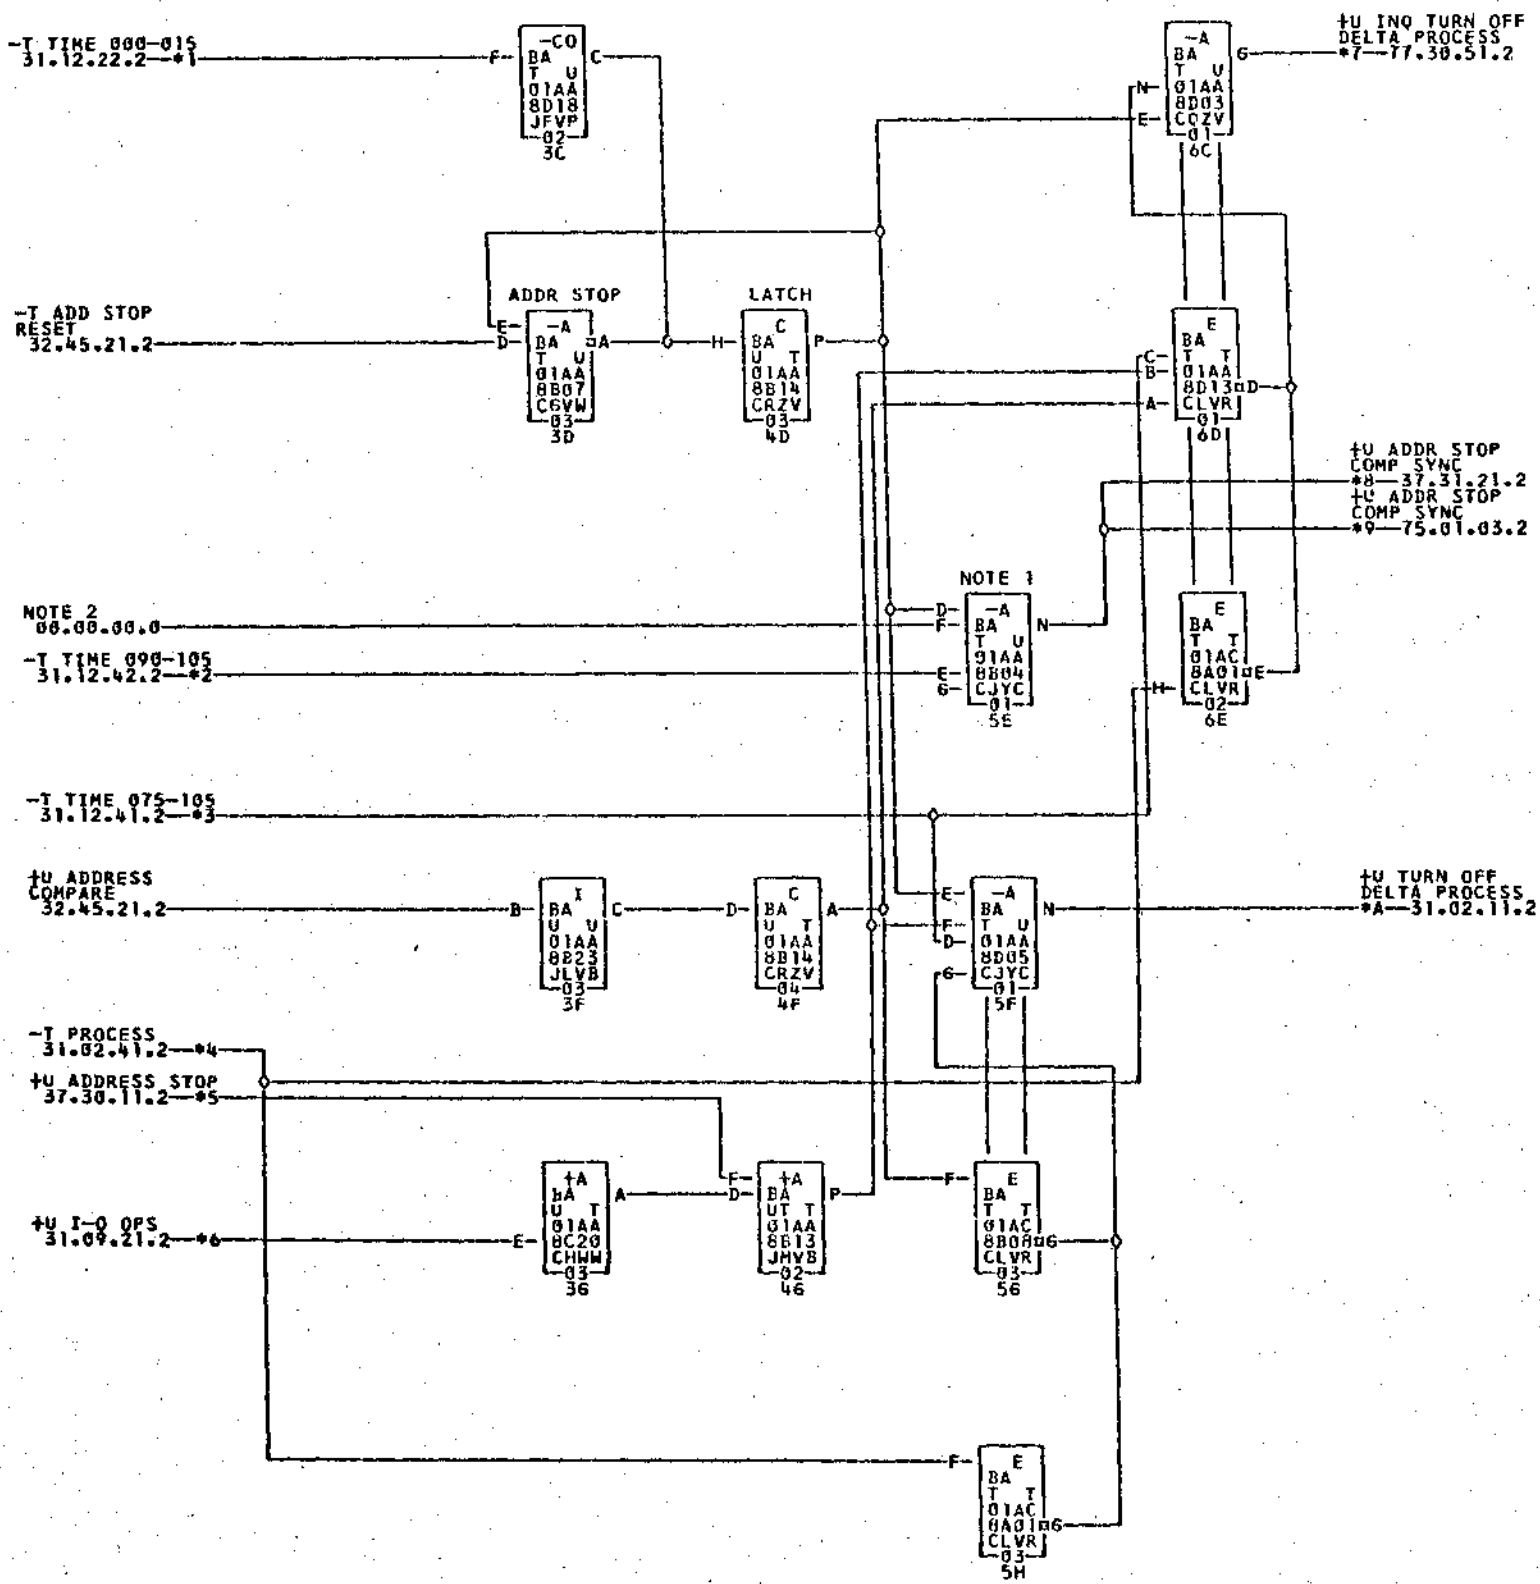 -T TIME 000-015
31.12.22.2—*1
F
-CO
BA C
T U
01AA
8D18
JFVP
02
3C
-A
BA G
T U
N 01AA
8D03
E CQZV
01
6C
+U INQ TURN OFF
DELTA PROCESS
*7—77.30.51.2
-T ADD STOP
RESET
32.45.21.2
ADDR STOP
E -A
D BA A
T U
01AA
8B07
CGVW
03
3D
LATCH
C
H BA P
U T
01AA
8B14
CRZV
03
4D
E
BA
C T T
B 01AA
8D13 D
A CLVR
01
6D
+U ADDR STOP
COMP SYNC
*8—37.31.21.2
+U ADDR STOP
COMP SYNC
*9—75.01.03.2
NOTE 2
00.00.00.0
-T TIME 090-105
31.12.42.2—*2
NOTE 1
D -A
F BA N
T U
01AA
E 8B04
G CJYC
01
5E
E
BA
T T
01AC
8A01 E
H CLVR
02
6E
-T TIME 075-105
31.12.41.2—*3
+U ADDRESS
COMPARE
32.45.21.2
I
B BA C
U U
01AA
8B23
JLVB
03
3F
C
D BA A
U T
01AA
8B14
CRZV
04
4F
E -A
BA N
F T U
D 01AA
8D05
G CJYC
01
5F
+U TURN OFF
DELTA PROCESS
*A—31.02.11.2
-T PROCESS
31.02.41.2—*4
+U ADDRESS STOP
37.30.11.2—*5
+U I-O OPS
31.09.21.2—*6
+A
BA A
U T
01AA
E 8C20
CHWW
03
3G
F +A
D BA P
UT T
01AA
8B13
JMVB
02
4G
F E
BA
T T
01AC
8B08 G
CLVR
03
5G
F E
BA
T T
01AC
8A01 G
CLVR
03
5H